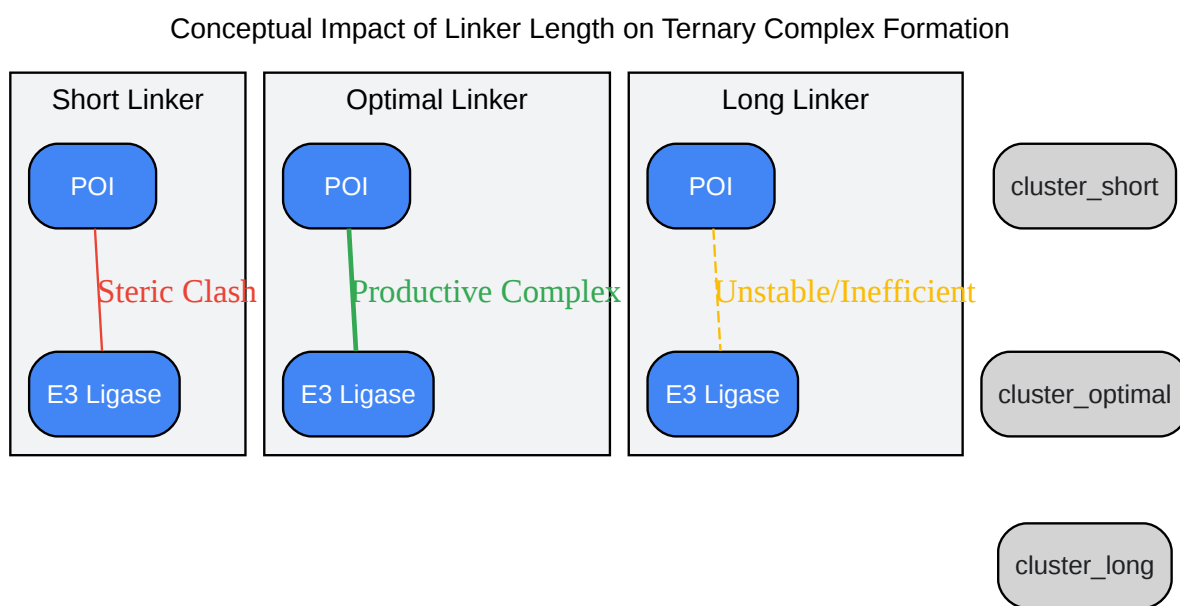 Conceptual Impact of Linker Length on Ternary Complex Formation
Short Linker
POI
Steric Clash
E3 Ligase
Optimal Linker
POI
Productive Complex
E3 Ligase
Long Linker
POI
Unstable/Inefficient
E3 Ligase
cluster_short
cluster_optimal
cluster_long